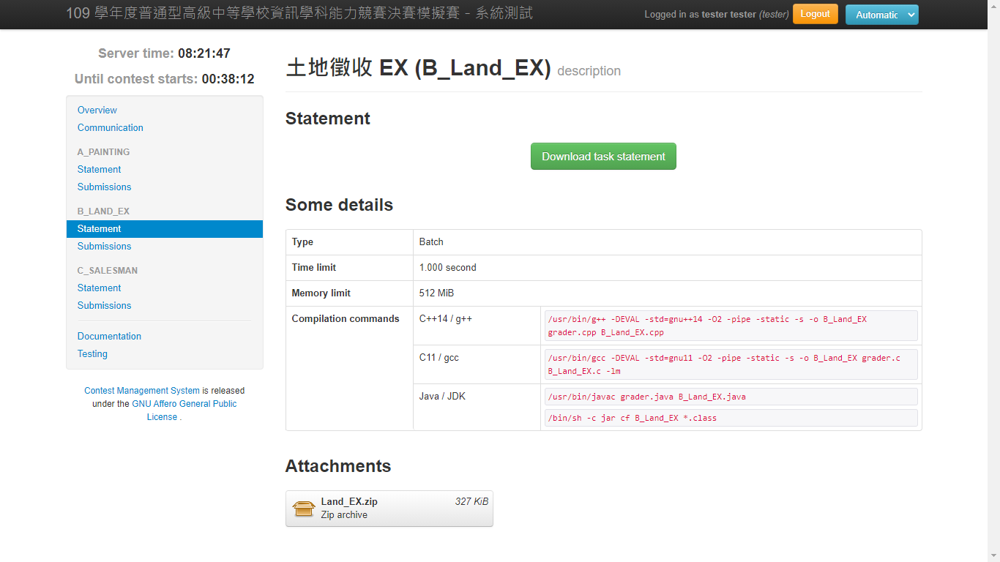 109 學年度普通型高級中等學校資訊學科能力競賽決賽模擬賽 - 系統測試
Logged in as tester tester (tester) Logout Automatic
Server time: 08:21:47
Until contest starts: 00:38:12
Overview
Communication
A_PAINTING
Statement
Submissions
B_LAND_EX
Statement
Submissions
C_SALESMAN
Statement
Submissions
Documentation
Testing
Contest Management System is released
under the GNU Affero General Public
License .
土地徵收 EX (B_Land_EX) description
Statement
Download task statement
Some details
Type Batch
Time limit 1.000 second
Memory limit 512 MiB
Compilation commands C++14 / g++ /usr/bin/g++ -DEVAL -std=gnu++14 -O2 -pipe -static -s -o B_Land_EX
grader.cpp B_Land_EX.cpp
C11 / gcc /usr/bin/gcc -DEVAL -std=gnu11 -O2 -pipe -static -s -o B_Land_EX grader.c
B_Land_EX.c -lm
Java / JDK /usr/bin/javac grader.java B_Land_EX.java
/bin/sh -c jar cf B_Land_EX *.class
Attachments
Land_EX.zip 327 KiB
Zip archive